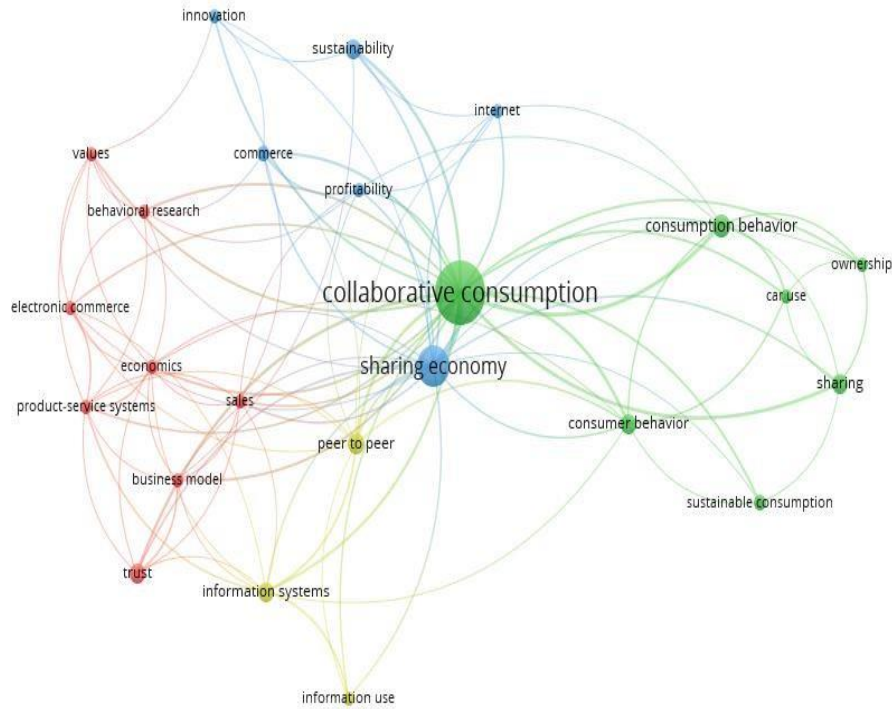 innovation
sustainability
internet
values
commerce
profitability
behavioral research
consumption behavior
ownership
collaborative consumption
car use
electronic commerce
economics
sharing economy
sharing
product-service systems
sales
consumer behavior
peer to peer
business model
sustainable consumption
trust
information systems
information use